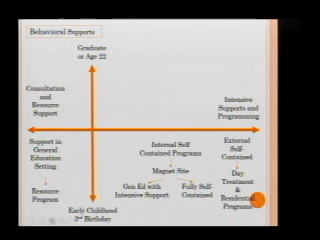 Behavioral Supports
Graduate
or Age 22
Consultation
and
Resource
Support
Intensive
Supports and
Programming
Support in
General
Education
Setting
Resource
Program
Internal Self
Contained Programs
Magnet Site
Gen Ed with
Intensive Support
Fully Self-
Contained
External
Self-
Contained
Day
Treatment
&
Residential
Programs
Early Childhood
3rd Birthday